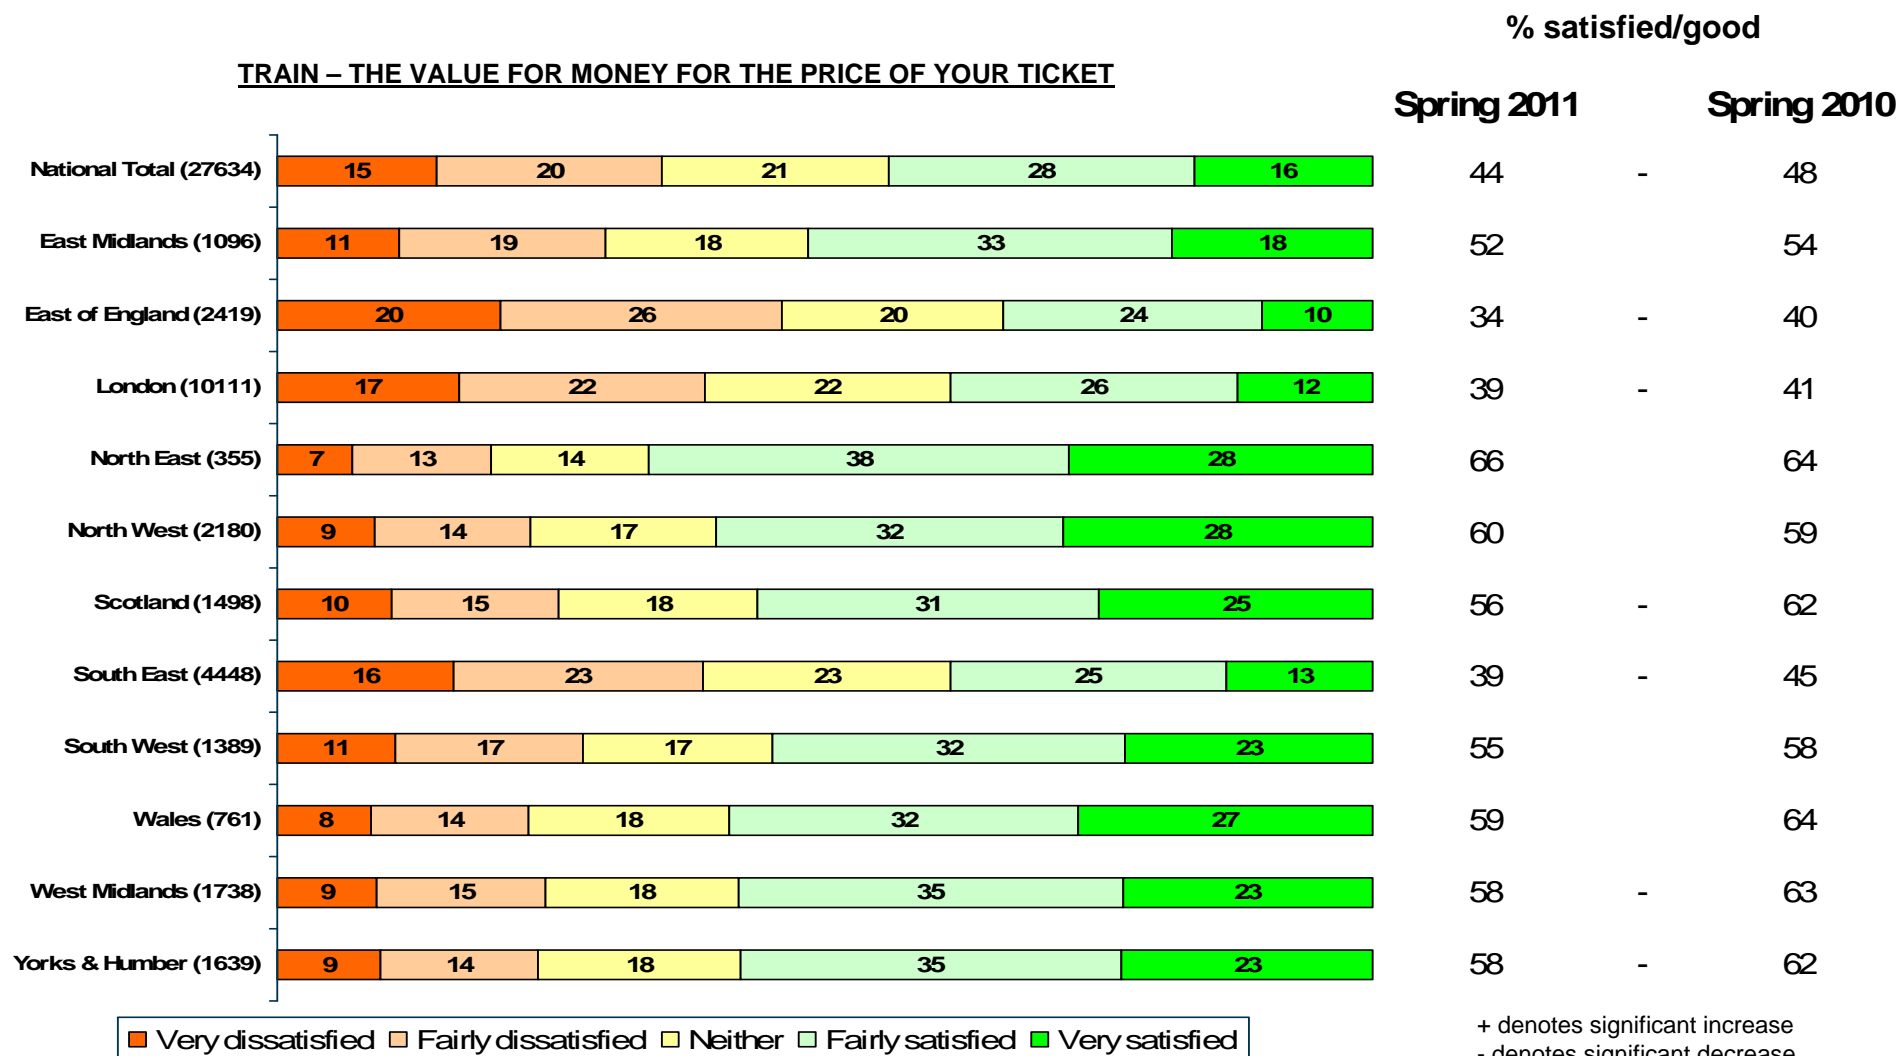 % satisfied/good
TRAIN – THE VALUE FOR MONEY FOR THE PRICE OF YOUR TICKET
Spring 2011 - Spring 2010
National Total (27634) 15 20 21 28 16 44 - 48
East Midlands (1096) 11 19 18 33 18 52 54
East of England (2419) 20 26 20 24 10 34 - 40
London (10111) 17 22 22 26 12 39 - 41
North East (355) 7 13 14 38 28 66 64
North West (2180) 9 14 17 32 28 60 59
Scotland (1498) 10 15 18 31 25 56 - 62
South East (4448) 16 23 23 25 13 39 - 45
South West (1389) 11 17 17 32 23 55 58
Wales (761) 8 14 18 32 27 59 - 64
West Midlands (1738) 9 15 18 35 23 58 - 63
Yorks & Humber (1639) 9 14 18 35 23 58 - 62
Very dissatisfied Fairly dissatisfied Neither Fairly satisfied Very satisfied
+ denotes significant increase
- denotes significant decrease